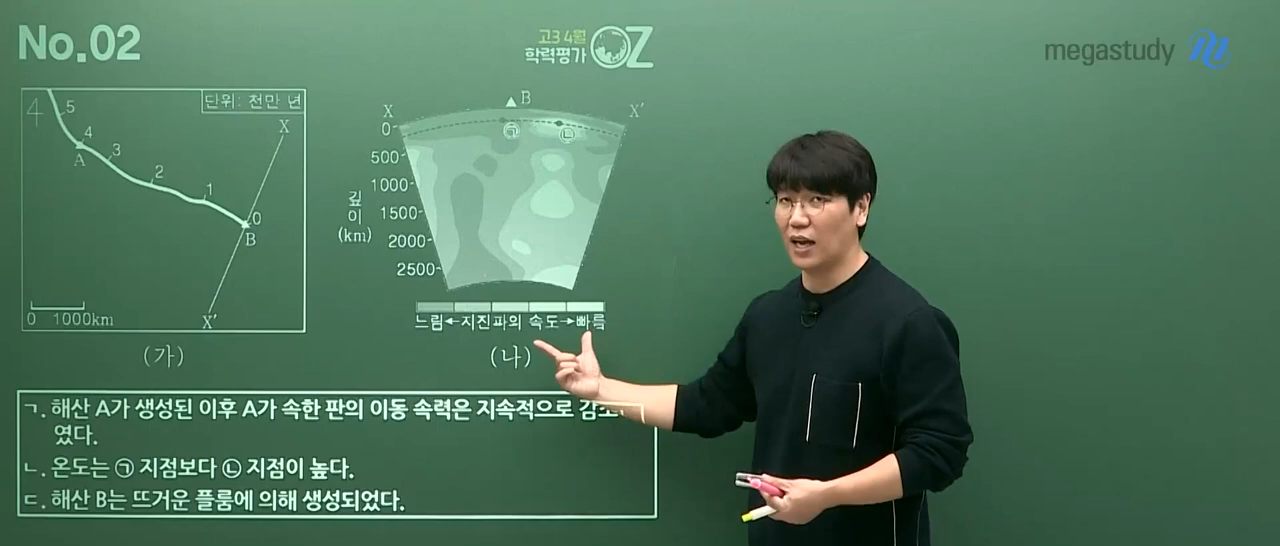 No.02
고3 4월
학력평가 OZ
megastudy
4
단위: 천만 년
5
4
A
3
2
1
0
B
X
X′
0 1000km
(가)
X
B
X′
㉠
㉡
0
500
1000
1500
2000
2500
깊이
(km)
느림←지진파의 속도→빠름
(나)
ㄱ. 해산 A가 생성된 이후 A가 속한 판의 이동 속력은 지속적으로
였다.
ㄴ. 온도는 ㉠ 지점보다 ㉡ 지점이 높다.
ㄷ. 해산 B는 뜨거운 플룸에 의해 생성되었다.